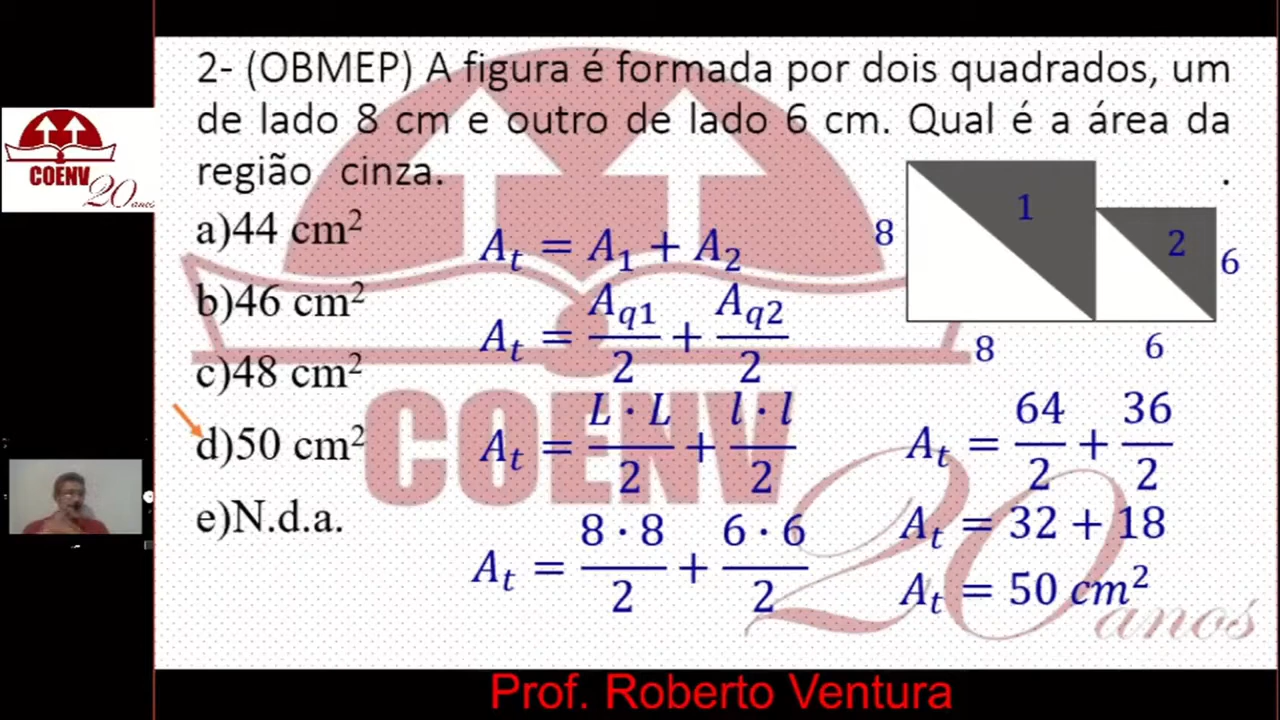 2- (OBMEP) A figura é formada por dois quadrados, um
de lado 8 cm e outro de lado 6 cm. Qual é a área da
região cinza. .
a)44 cm²
b)46 cm²
c)48 cm²
d)50 cm²
e)N.d.a.
A_t = A_1 + A_2
A_t = A_q1/2 + A_q2/2
A_t = L · L/2 + l · l/2
A_t = 8 · 8/2 + 6 · 6/2
1
2
8
6
8
6
A_t = 64/2 + 36/2
A_t = 32 + 18
A_t = 50 cm²
COENV
20 anos
COENV
20 anos
Prof. Roberto Ventura